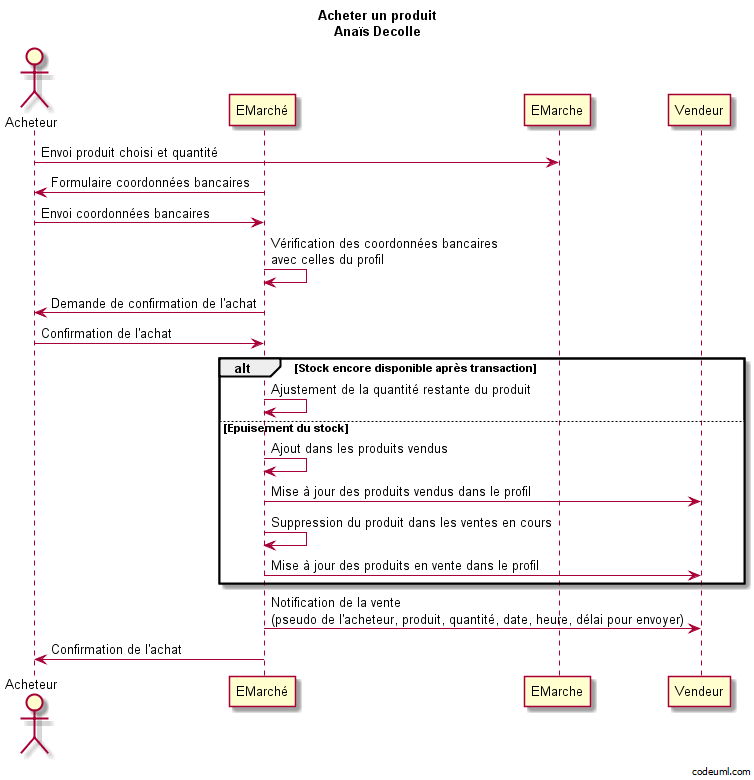 Acheter un produit
Anaïs Decolle
Acheteur
EMarché
EMarche
Vendeur
Envoi produit choisi et quantité
Formulaire coordonnées bancaires
Envoi coordonnées bancaires
Vérification des coordonnées bancaires
avec celles du profil
Demande de confirmation de l'achat
Confirmation de l'achat
alt
[Stock encore disponible après transaction]
Ajustement de la quantité restante du produit
[Epuisement du stock]
Ajout dans les produits vendus
Mise à jour des produits vendus dans le profil
Suppression du produit dans les ventes en cours
Mise à jour des produits en vente dans le profil
Notification de la vente
(pseudo de l'acheteur, produit, quantité, date, heure, délai pour envoyer)
Confirmation de l'achat
Acheteur
EMarché
EMarche
Vendeur
codeuml.com